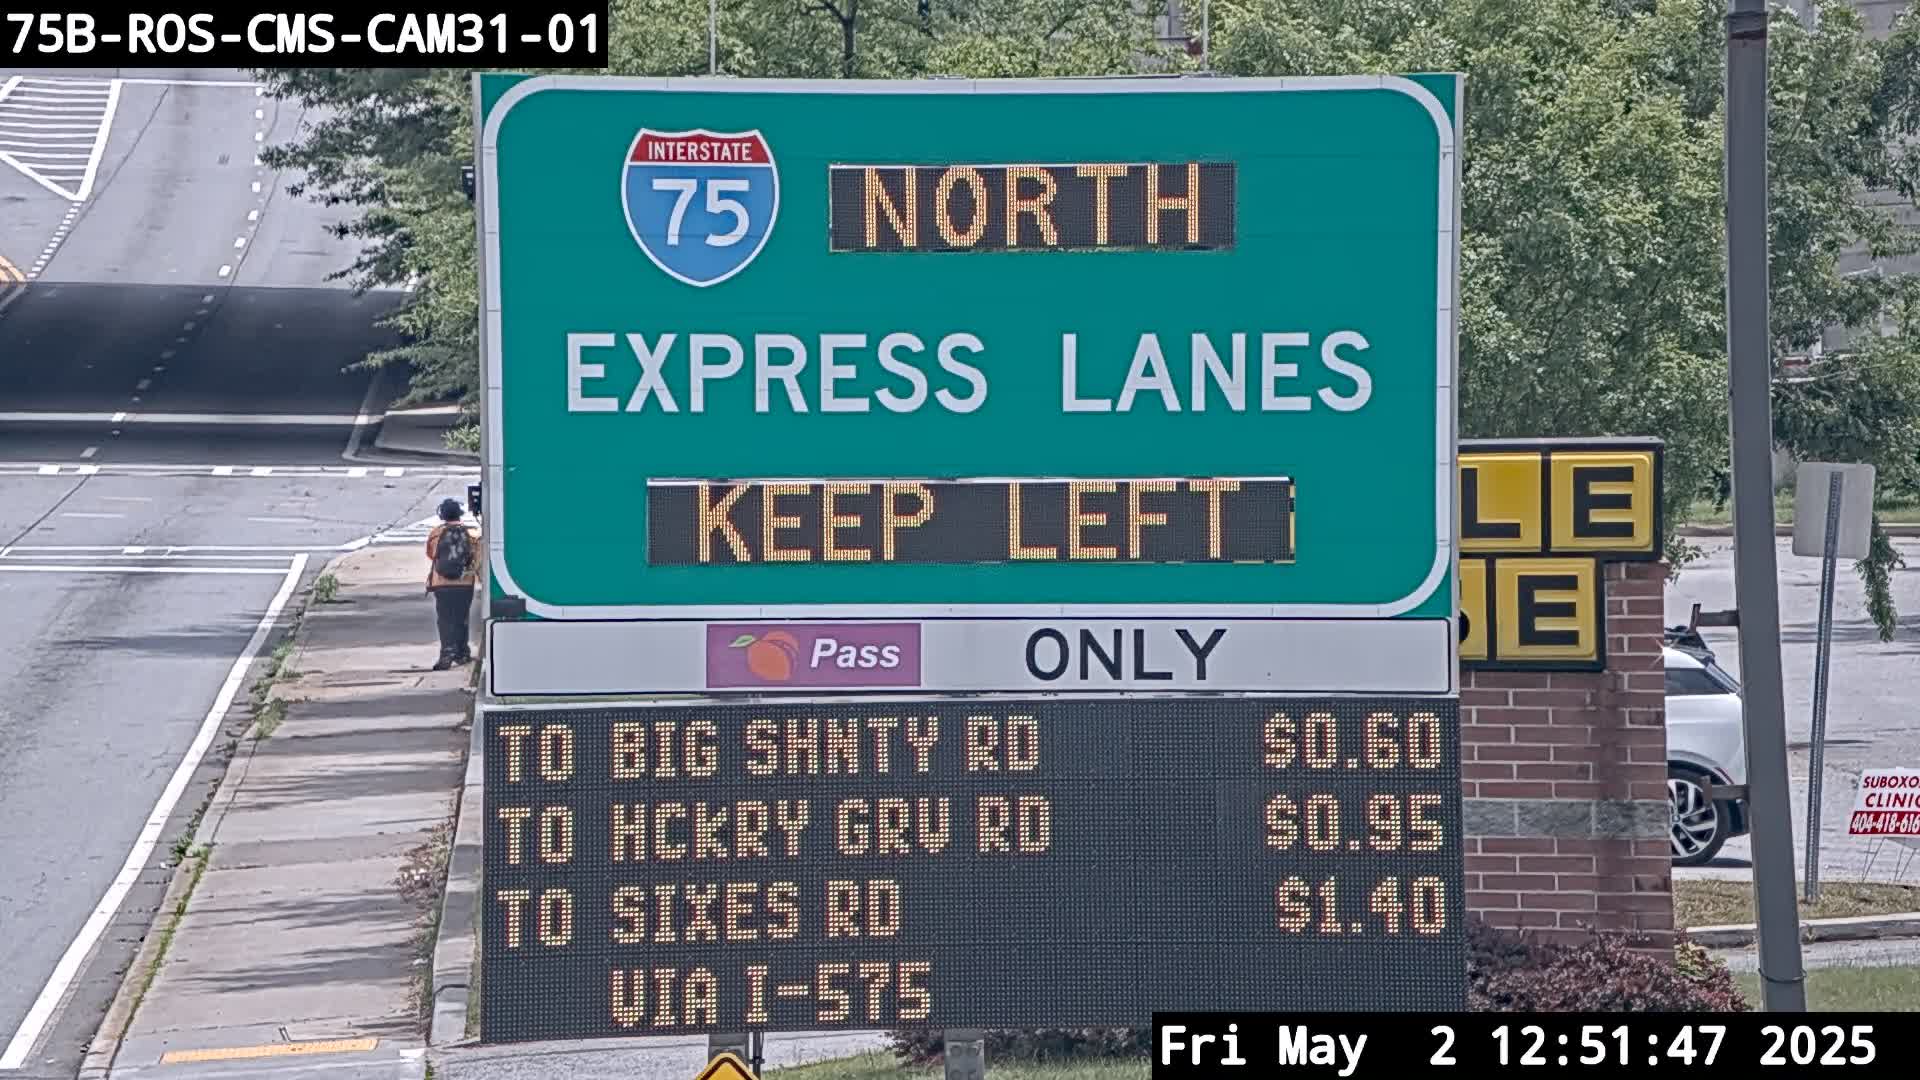 75B-ROS-CMS-CAM31-01
INTERSTATE
75
NORTH
EXPRESS LANES
KEEP LEFT
Pass ONLY
TO BIG SHNTY RD $0.60
TO HCKRY GRV RD $0.95
TO SIXES RD $1.40
VIA I-575
LE
E
CLINIC
Fri May 2 12:51:47 2025